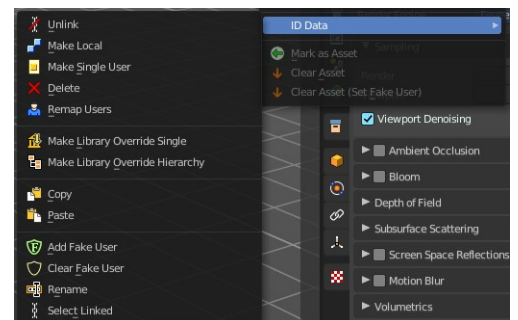 Unlink
Make Local
Make Single User
Delete
Remap Users
Make Library Override Single
Make Library Override Hierarchy
Copy
Paste
Add Fake User
Clear Fake User
Rename
Select Linked
ID Data
Mark as Asset
Clear Asset
Clear Asset (Set Fake User)
Sampling
Render
Viewport Denoising
Ambient Occlusion
Bloom
Depth of Field
Subsurface Scattering
Screen Space Reflections
Motion Blur
Volumetrics